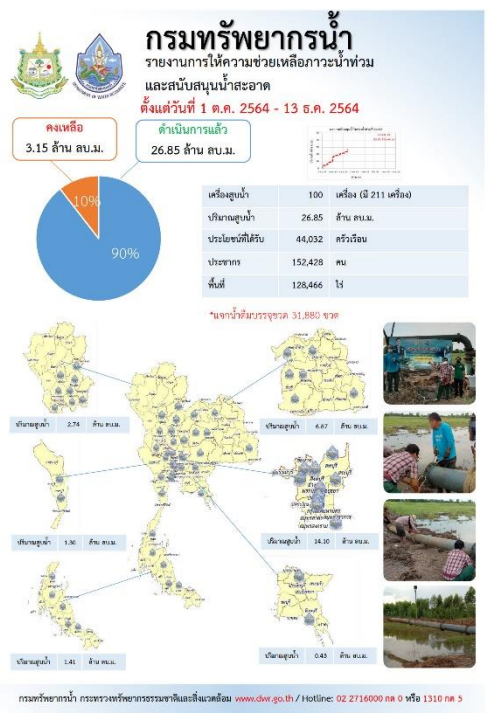 กรมทรัพยากรน้ำ
รายงานการให้ความช่วยเหลือภาวะน้ำท่วม
และสนับสนุนน้ำสะอาด
ตั้งแต่วันที่ 1 ต.ค. 2564 - 13 ธ.ค. 2564
คงเหลือ
3.15 ล้าน ลบ.ม.
ดำเนินการแล้ว
26.85 ล้าน ลบ.ม.
10%
90%
เครื่องสูบน้ำ 100 เครื่อง (มี 211 เครื่อง)
ปริมาณสูบน้ำ 26.85 ล้าน ลบ.ม.
ประโยชน์ที่ได้รับ 44,032 ครัวเรือน
ประชากร 152,428 คน
พื้นที่ 128,466 ไร่
*แจกน้ำดื่มบรรจุขวด 31,880 ขวด
ปริมาณสูบน้ำ 2.74 ล้าน ลบ.ม.
ปริมาณสูบน้ำ 6.87 ล้าน ลบ.ม.
ปริมาณสูบน้ำ 1.30 ล้าน ลบ.ม.
ปริมาณสูบน้ำ 14.10 ล้าน ลบ.ม.
ปริมาณสูบน้ำ 1.41 ล้าน ลบ.ม.
ปริมาณสูบน้ำ 0.43 ล้าน ลบ.ม.
กรมทรัพยากรน้ำ กระทรวงทรัพยากรธรรมชาติและสิ่งแวดล้อม www.dwr.go.th / Hotline: 02 2716000 กด 0 หรือ 1310 กด 5